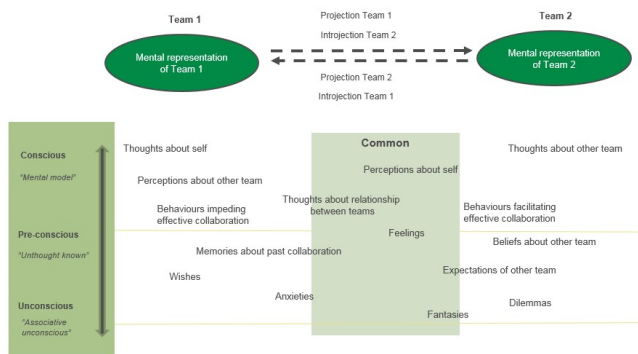 Team 1
Team 2
Projection Team 1
Introjection Team 2
Mental representation
of Team 1
Mental representation
of Team 2
Projection Team 2
Introjection Team 1
Common
Conscious
"Mental model"
Thoughts about self
Thoughts about other team
Perceptions about self
Perceptions about other team
Thoughts about relationship
between teams
Behaviours impeding
effective collaboration
Behaviours facilitating
effective collaboration
Pre-conscious
"Unthought known"
Feelings
Beliefs about other team
Memories about past collaboration
Wishes
Expectations of other team
Anxieties
Unconscious
"Associative
unconscious"
Dilemmas
Fantasies